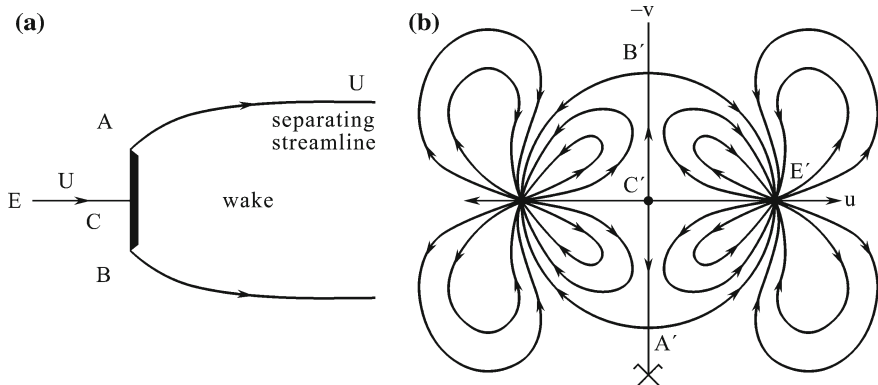 (a)
U
A
separating
streamline
U
E
wake
C
B
(b)
–v
B´
E´
C´
u
A´